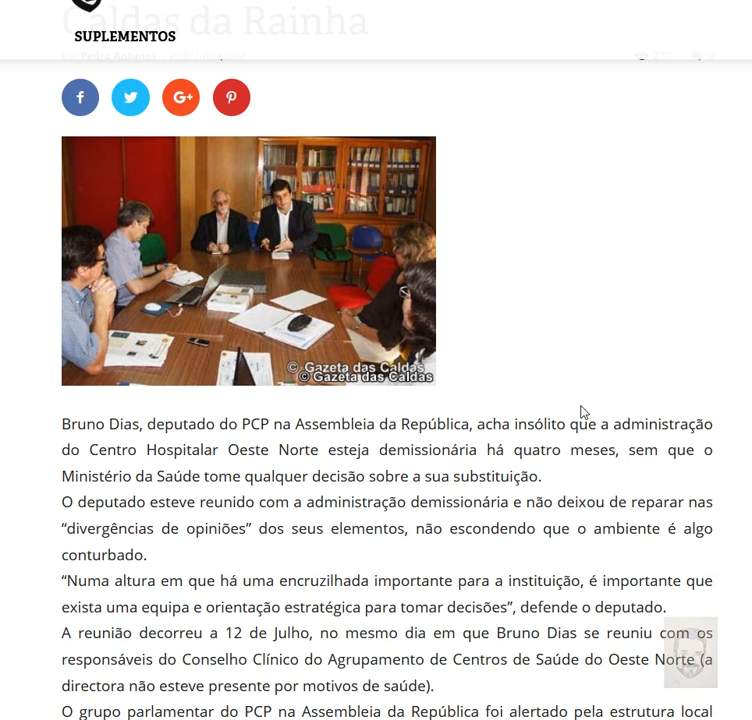 Caldas da Rainha
SUPLEMENTOS
© Gazeta das Caldas
© Gazeta das Caldas
Bruno Dias, deputado do PCP na Assembleia da República, acha insólito que a administração
do Centro Hospitalar Oeste Norte esteja demissionária há quatro meses, sem que o
Ministério da Saúde tome qualquer decisão sobre a sua substituição.
O deputado esteve reunido com a administração demissionária e não deixou de reparar nas
“divergências de opiniões” dos seus elementos, não escondendo que o ambiente é algo
conturbado.
“Numa altura em que há uma encruzilhada importante para a instituição, é importante que
exista uma equipa e orientação estratégica para tomar decisões”, defende o deputado.
A reunião decorreu a 12 de Julho, no mesmo dia em que Bruno Dias se reuniu com os
responsáveis do Conselho Clínico do Agrupamento de Centros de Saúde do Oeste Norte (a
directora não esteve presente por motivos de saúde).
O grupo parlamentar do PCP na Assembleia da República foi alertado pela estrutura local